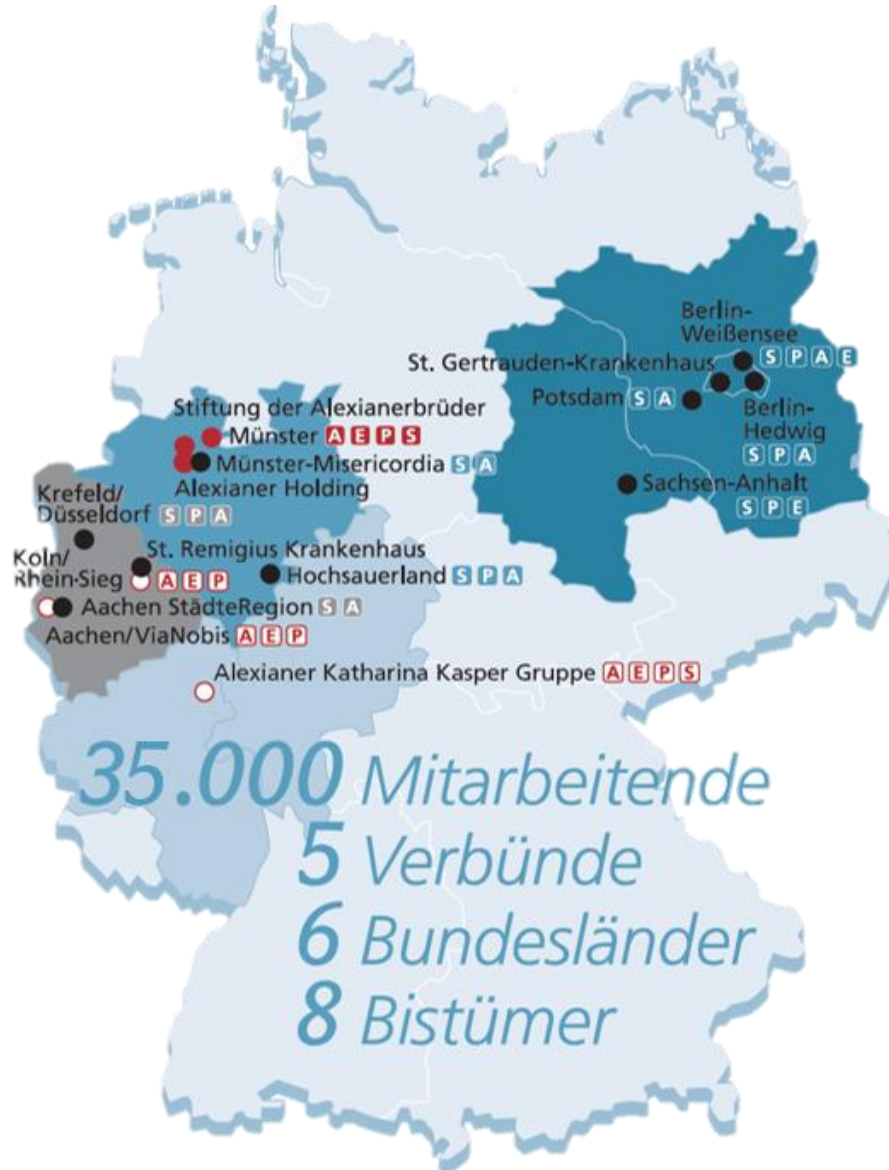 Berlin-
Weißensee
S P A E
St. Gertrauden-Krankenhaus
Potsdam S A
Berlin-
Hedwig
S P A
Sachsen-Anhalt
S P E
Stiftung der Alexianerbrüder
Münster A E P S
Münster-Misericordia S A
Alexianer Holding
Krefeld/
Düsseldorf S P A
St. Remigius Krankenhaus
Koln/
Rhein-Sieg A E P
Hochsauerland S P A
Aachen StädteRegion S A
Aachen/ViaNobis A E P
Alexianer Katharina Kasper Gruppe A E P S
35.000 Mitarbeitende
5 Verbünde
6 Bundesländer
8 Bistümer